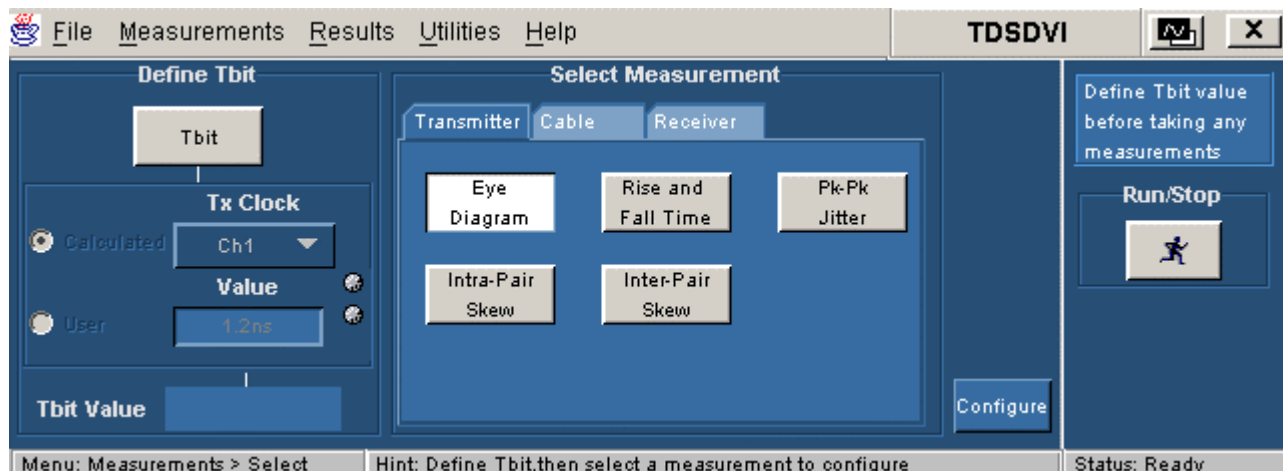 File Measurements Results Utilities Help TDSDVI X
Define Tbit
Tbit
Tx Clock
Calculated Ch1
Value
User 1.2ns
Tbit Value
Select Measurement
Transmitter Cable Receiver
Eye
Diagram
Rise and
Fall Time
Pk-Pk
Jitter
Intra-Pair
Skew
Inter-Pair
Skew
Configure
Define Tbit value
before taking any
measurements
Run/Stop
Menu: Measurements > Select
Hint: Define Tbit,then select a measurement to configure
Status: Ready